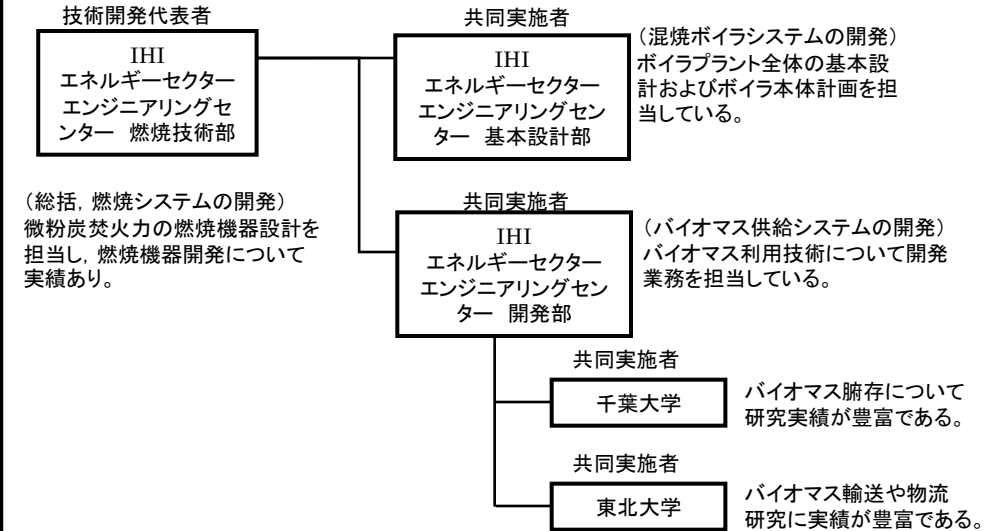 技術開発代表者
IHI
エネルギーセクター
エンジニアリングセ
ンター 燃焼技術部
(総括，燃焼システムの開発)
微粉炭焚火力の燃焼機器設計を
担当し，燃焼機器開発について
実績あり。
共同実施者
IHI
エネルギーセクター
エンジニアリングセン
ター 基本設計部
(混焼ボイラシステムの開発)
ボイラプラント全体の基本設
計およびボイラ本体計画を担
当している。
共同実施者
IHI
エネルギーセクター
エンジニアリングセン
ター 開発部
(バイオマス供給システムの開発)
バイオマス利用技術について開発
業務を担当している。
共同実施者
千葉大学
バイオマス腑存について
研究実績が豊富である。
共同実施者
東北大学
バイオマス輸送や物流
研究に実績が豊富である。